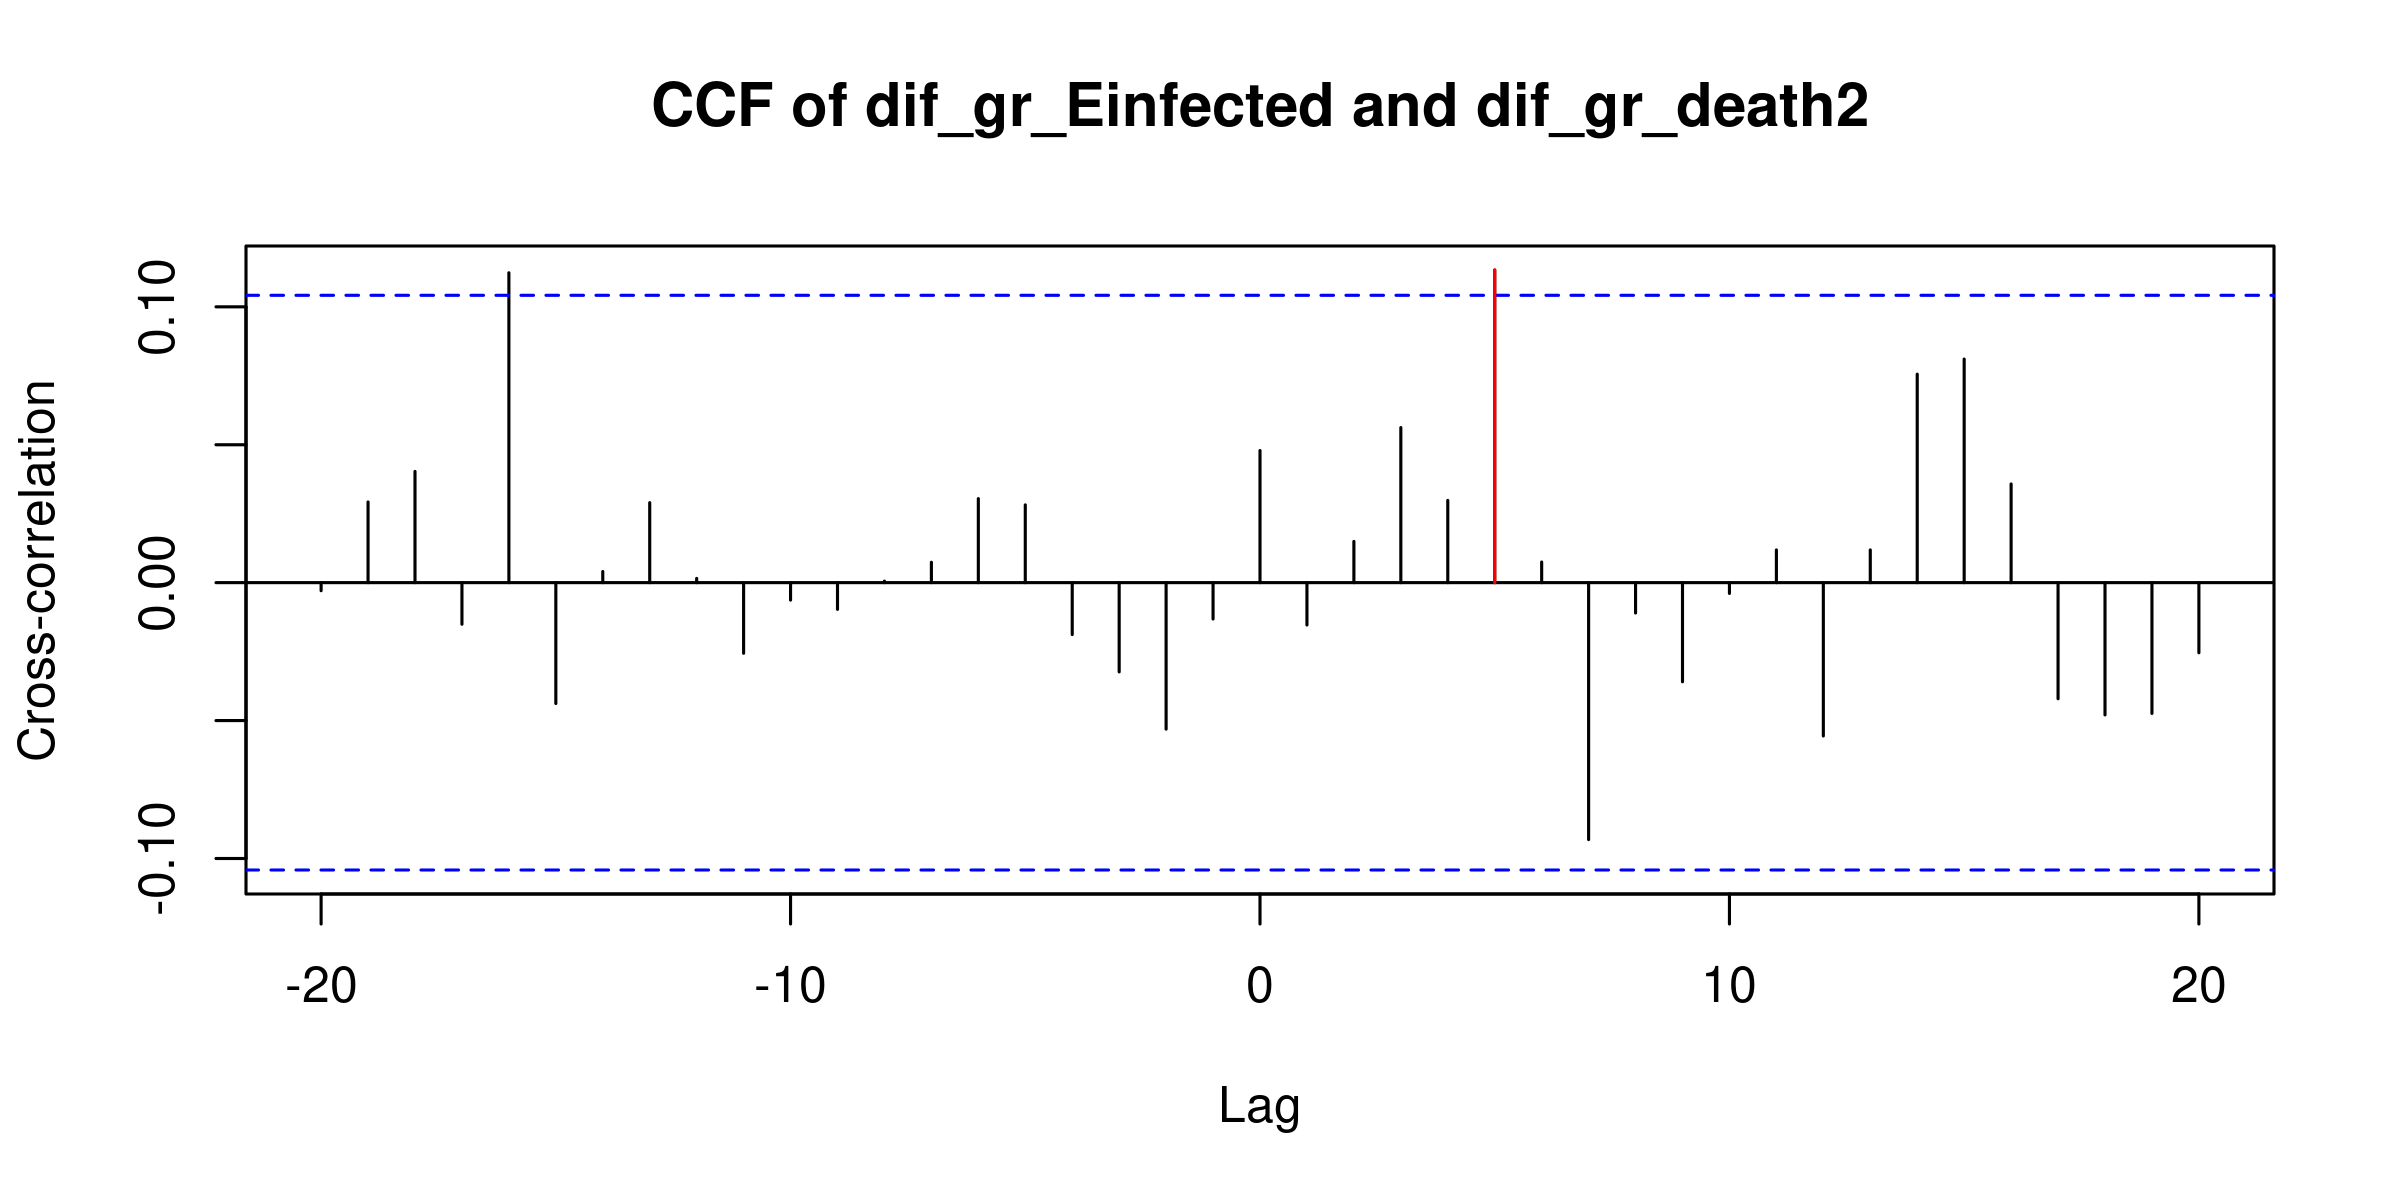 CCF of dif_gr_Einfected and dif_gr_death2
Cross-correlation
0.10
0.00
-0.10
-20 -10 0 10 20
Lag